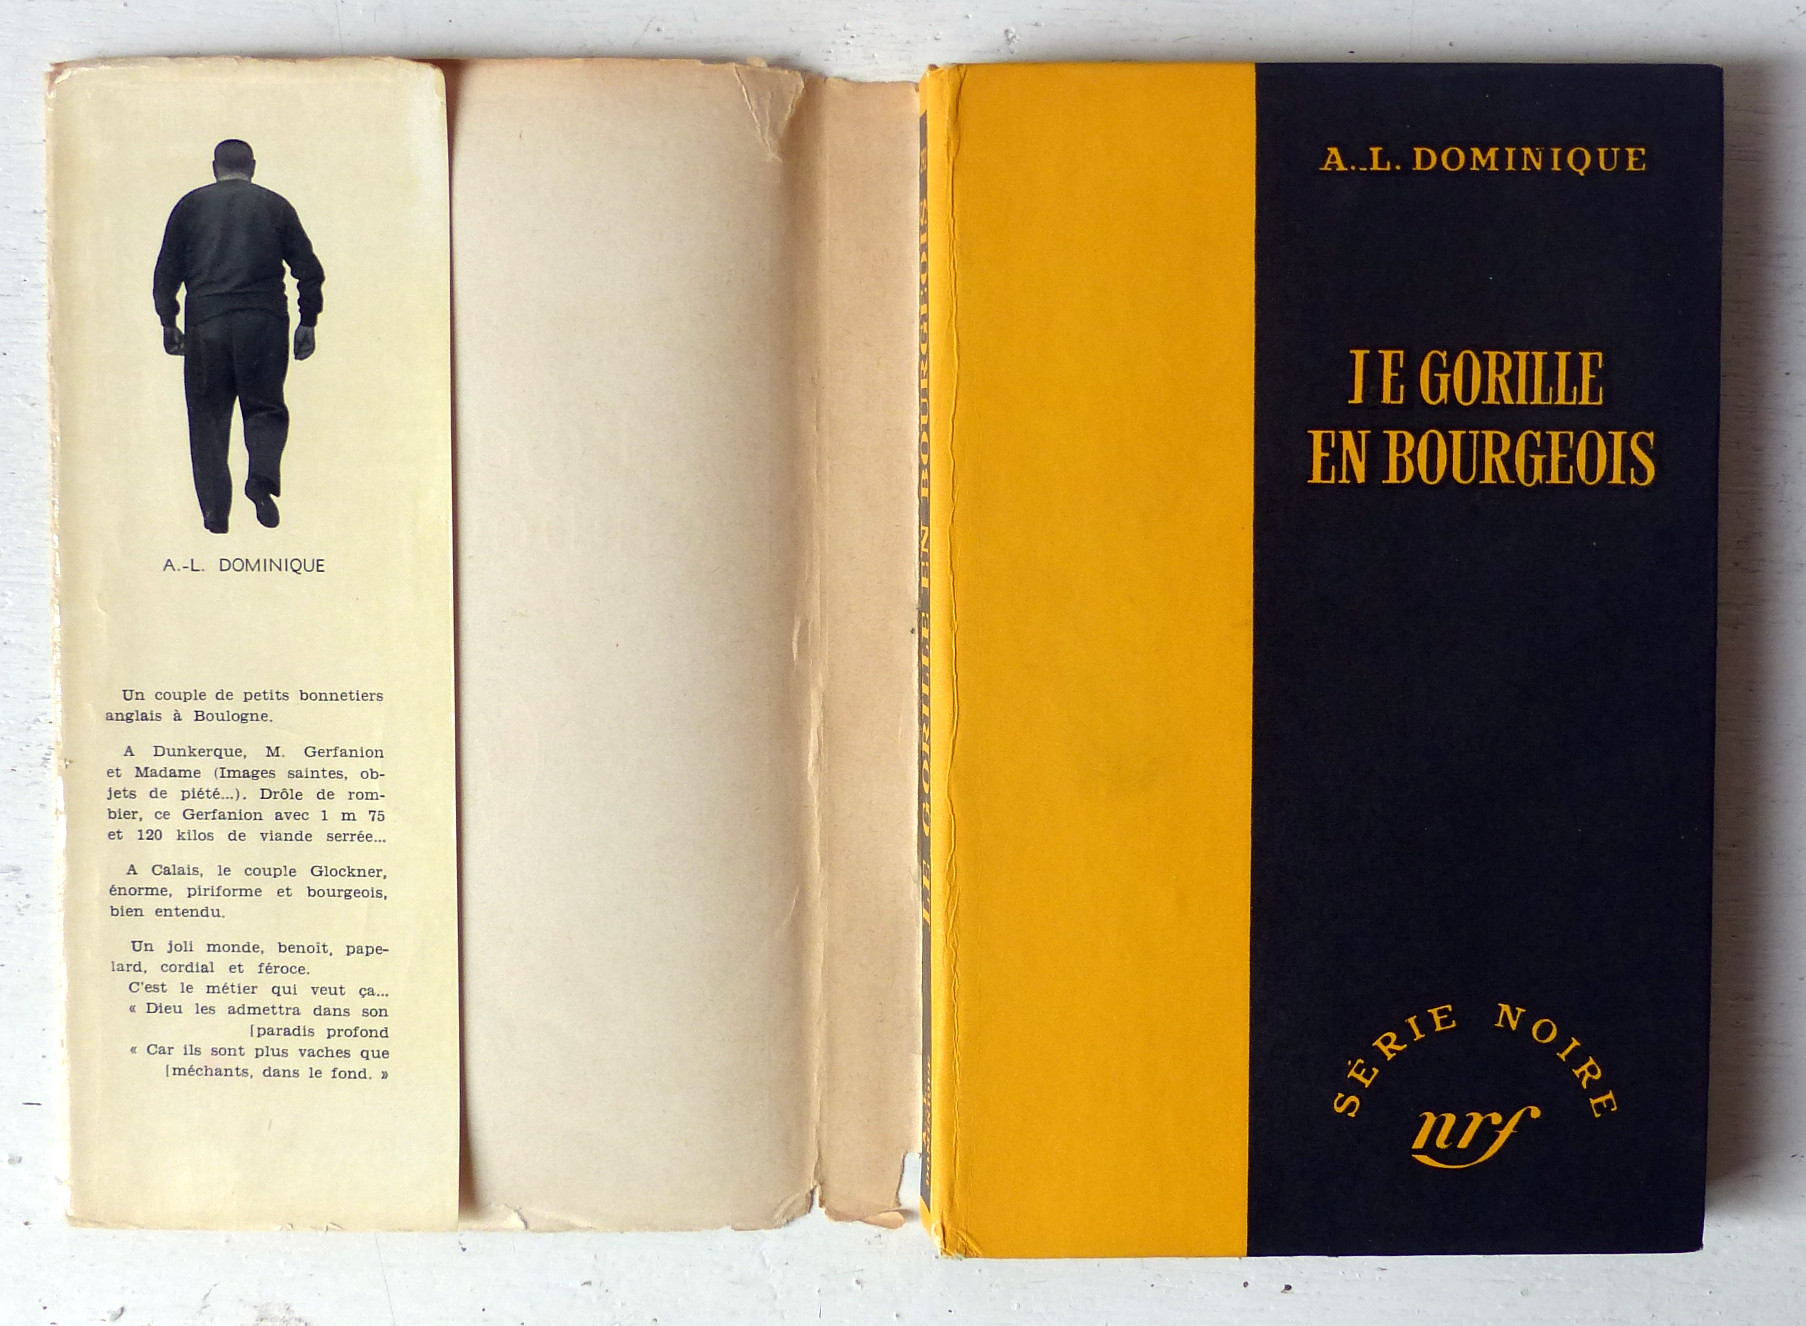 A.-L. DOMINIQUE
Un couple de petits bonnetiers
anglais à Boulogne.
A Dunkerque, M. Gerfanion
et Madame (Images saintes, ob-
jets de piété...). Drôle de rom-
bier, ce Gerfanion avec 1 m 75
et 120 kilos de viande serrée...
A Calais, le couple Glockner,
énorme, piriforme et bourgeois,
bien entendu.
Un joli monde, benoît, pape-
lard, cordial et féroce.
C'est le métier qui veut ça...
« Dieu les admettra dans son
[paradis profond
« Car ils sont plus vaches que
[méchants, dans le fond. »
LE GORILLE EN BOURGEOIS
A.-L. DOMINIQUE
LE GORILLE
EN BOURGEOIS
SÉRIE NOIRE
nrf